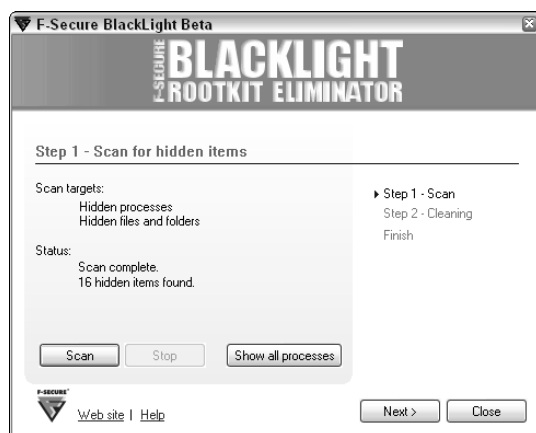 F-Secure BlackLight Beta
F-SECURE
BLACKLIGHT
ROOTKIT ELIMINATOR
Step 1 - Scan for hidden items
Scan targets:
Hidden processes
Hidden files and folders
Status:
Scan complete.
16 hidden items found.
Scan
Stop
Show all processes
Step 1 - Scan
Step 2 - Cleaning
Finish
F-SECURE
Web site | Help
Next >
Close